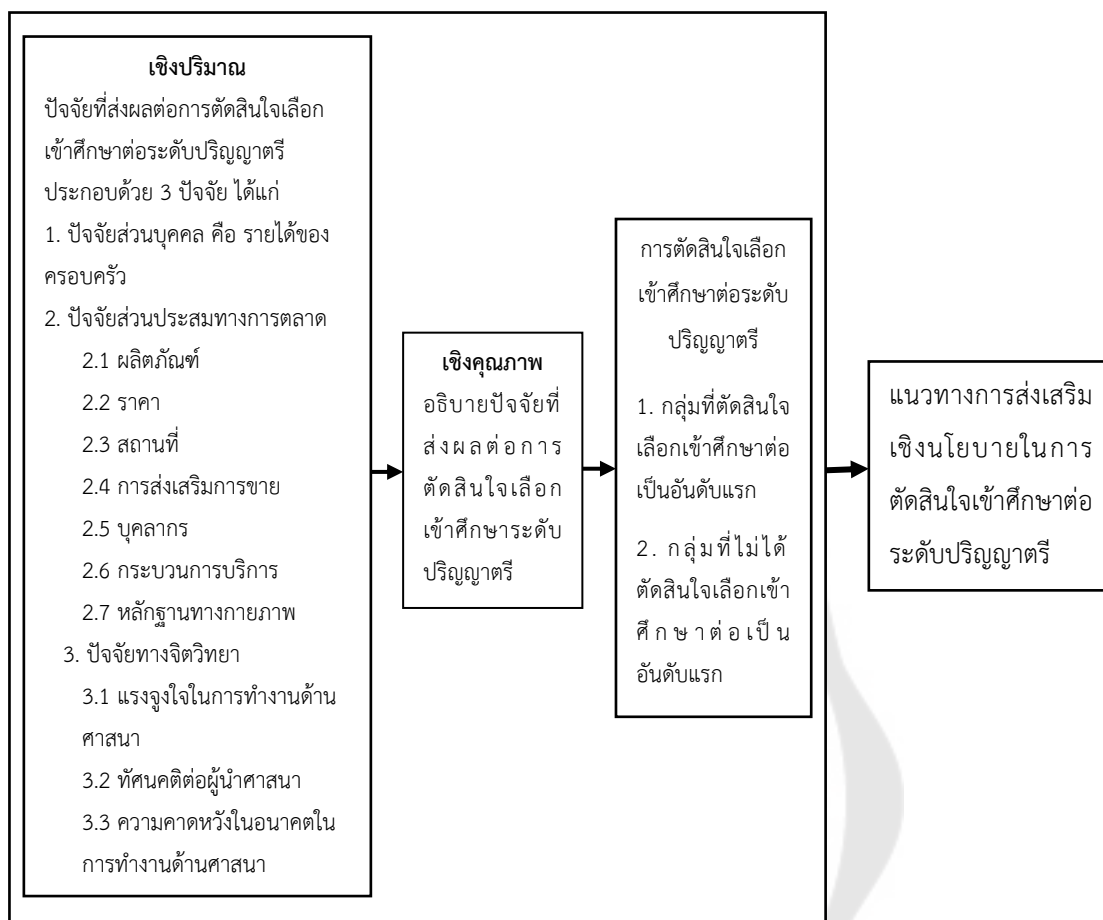 เชิงปริมาณ
ปัจจัยที่ส่งผลต่อการตัดสินใจเลือก
เข้าศึกษาต่อระดับปริญญาตรี
ประกอบด้วย 3 ปัจจัย ได้แก่
1. ปัจจัยส่วนบุคคล คือ รายได้ของ
ครอบครัว
2. ปัจจัยส่วนประสมทางการตลาด
2.1 ผลิตภัณฑ์
2.2 ราคา
2.3 สถานที่
2.4 การส่งเสริมการขาย
2.5 บุคลากร
2.6 กระบวนการบริการ
2.7 หลักฐานทางกายภาพ
3. ปัจจัยทางจิตวิทยา
3.1 แรงจูงใจในการทำงานด้าน
ศาสนา
3.2 ทัศนคติต่อผู้นำศาสนา
3.3 ความคาดหวังในอนาคตใน
การทำงานด้านศาสนา
เชิงคุณภาพ
อธิบายปัจจัยที่
ส่งผลต่อการ
ตัดสินใจเลือก
เข้าศึกษาระดับ
ปริญญาตรี
การตัดสินใจเลือก
เข้าศึกษาต่อระดับ
ปริญญาตรี
1. กลุ่มที่ตัดสินใจ
เลือกเข้าศึกษาต่อ
เป็นอันดับแรก
2. กลุ่มที่ไม่ได้
ตัดสินใจเลือกเข้า
ศึกษาต่อเป็น
อันดับแรก
แนวทางการส่งเสริม
เชิงนโยบายในการ
ตัดสินใจเข้าศึกษาต่อ
ระดับปริญญาตรี